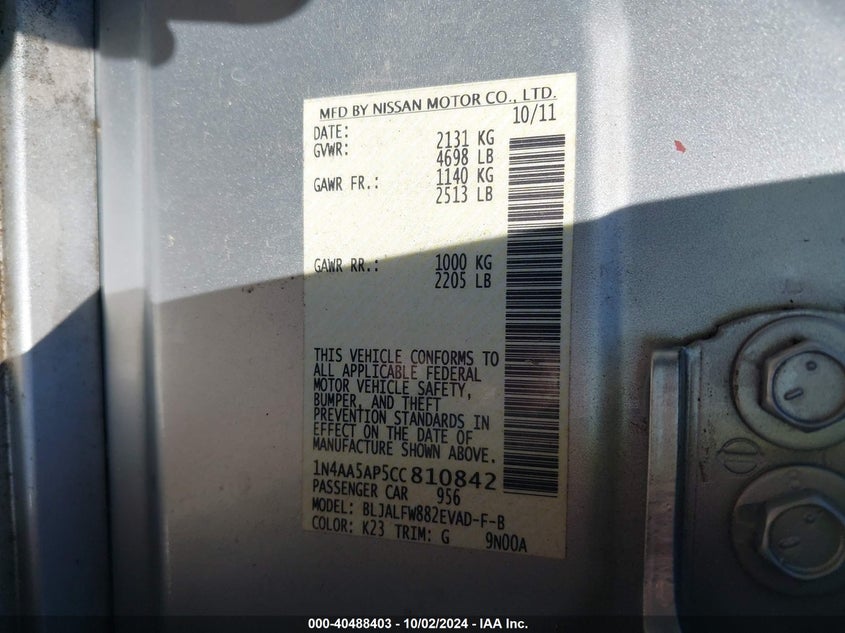 MFD BY NISSAN MOTOR CO., LTD.
DATE: 10/11
GVWR: 2131 KG
4698 LB
GAWR FR.: 1140 KG
2513 LB
GAWR RR.: 1000 KG
2205 LB
THIS VEHICLE CONFORMS TO
ALL APPLICABLE FEDERAL
MOTOR VEHICLE SAFETY,
BUMPER, AND THEFT
PREVENTION STANDARDS IN
EFFECT ON THE DATE OF
MANUFACTURE SHOWN ABOVE.
1N4AA5AP5CC810842
PASSENGER CAR 956
MODEL: BLJALFW882EVAD-F-B
COLOR: K23 TRIM: G 9N00A
000-40488403 - 10/02/2024 - IAA Inc.